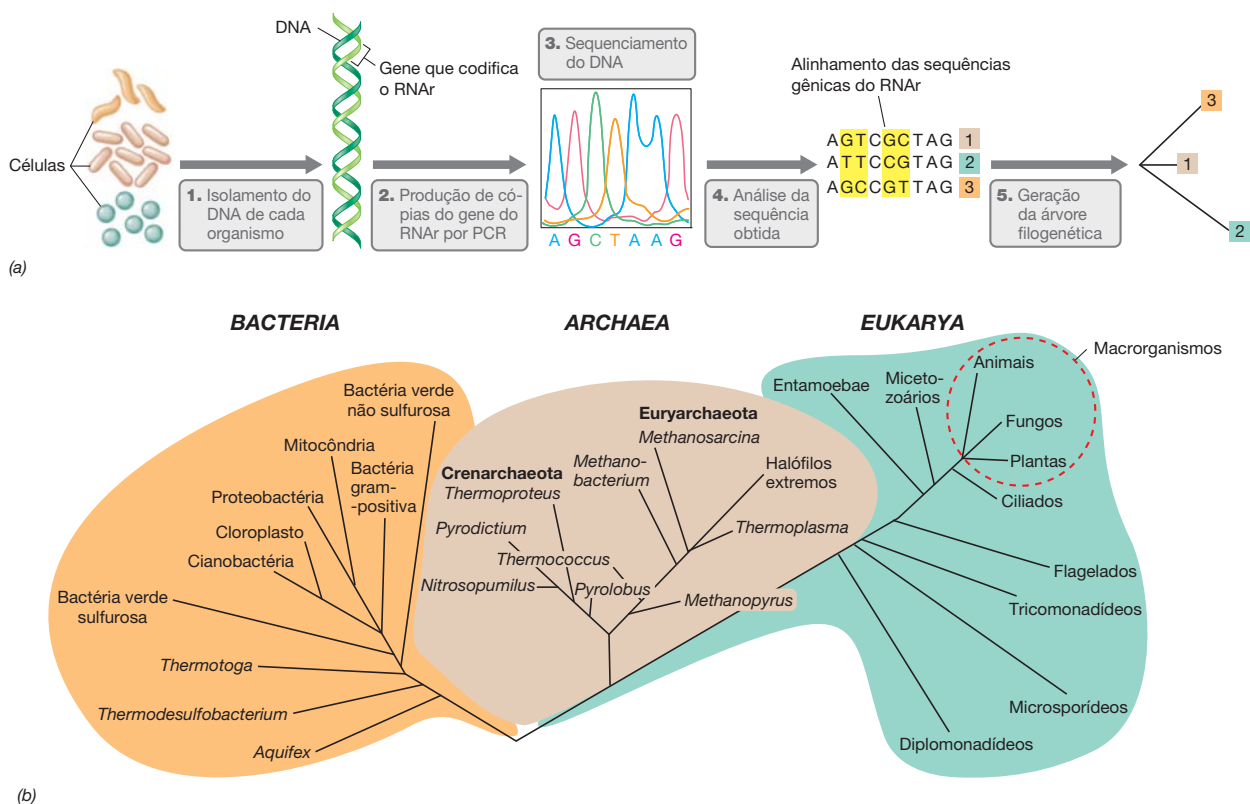 DNA
Gene que codifica
o RNAr
Células
1. Isolamento do
DNA de cada
organismo
2. Produção de có-
pias do gene do
RNAr por PCR
3. Sequenciamento
do DNA
A G C T A A G
4. Análise da
sequência
obtida
Alinhamento das sequências
gênicas do RNAr
AGTCGCTAG 1
ATTCCGTAG 2
AGCCGTTAG 3
5. Geração
da árvore
filogenética
3
1
2
(a)
BACTERIA
ARCHAEA
EUKARYA
Bactéria verde
não sulfurosa
Mitocôndria
Bactéria
gram-
-positiva
Proteobactéria
Cloroplasto
Cianobactéria
Bactéria verde
sulfurosa
Thermotoga
Thermodesulfobacterium
Aquifex
Euryarchaeota
Methanosarcina
Crenarchaeota
Thermoproteus
Methano-
bacterium
Halófilos
extremos
Pyrodictium
Thermoplasma
Thermococcus
Nitrosopumilus
Pyrolobus
Methanopyrus
Macrorganismos
Animais
Entamoebae
Miceto-
zoários
Fungos
Plantas
Ciliados
Flagelados
Tricomonadídeos
Microsporídeos
Diplomonadídeos
(b)